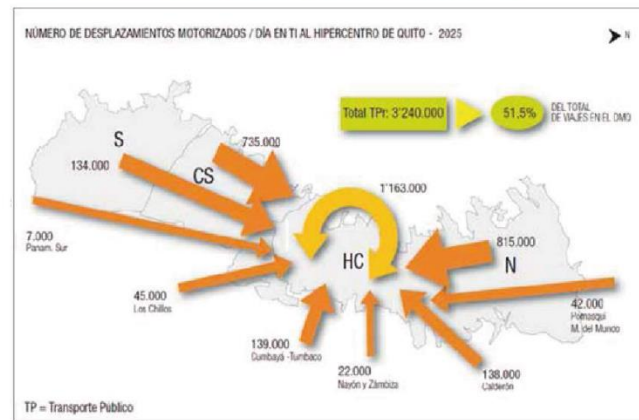 NÚMERO DE DESPLAZAMIENTOS MOTORIZADOS / DÍA EN TI AL HIPERCENTRO DE QUITO - 2025
N
Total TPr: 3'240.000
51,5%
DEL TOTAL
DE VIAJES EN EL DMQ
S
134.000
CS
735.000
1'163.000
7.000
Panam. Sur
HC
815.000
N
45.000
Los Chillos
42.000
Pomasqui
M. del Munco
139.000
Cumbayá -Tumbaco
22.000
Nayón y Zámbiza
138.000
Calderón
TP = Transporte Público